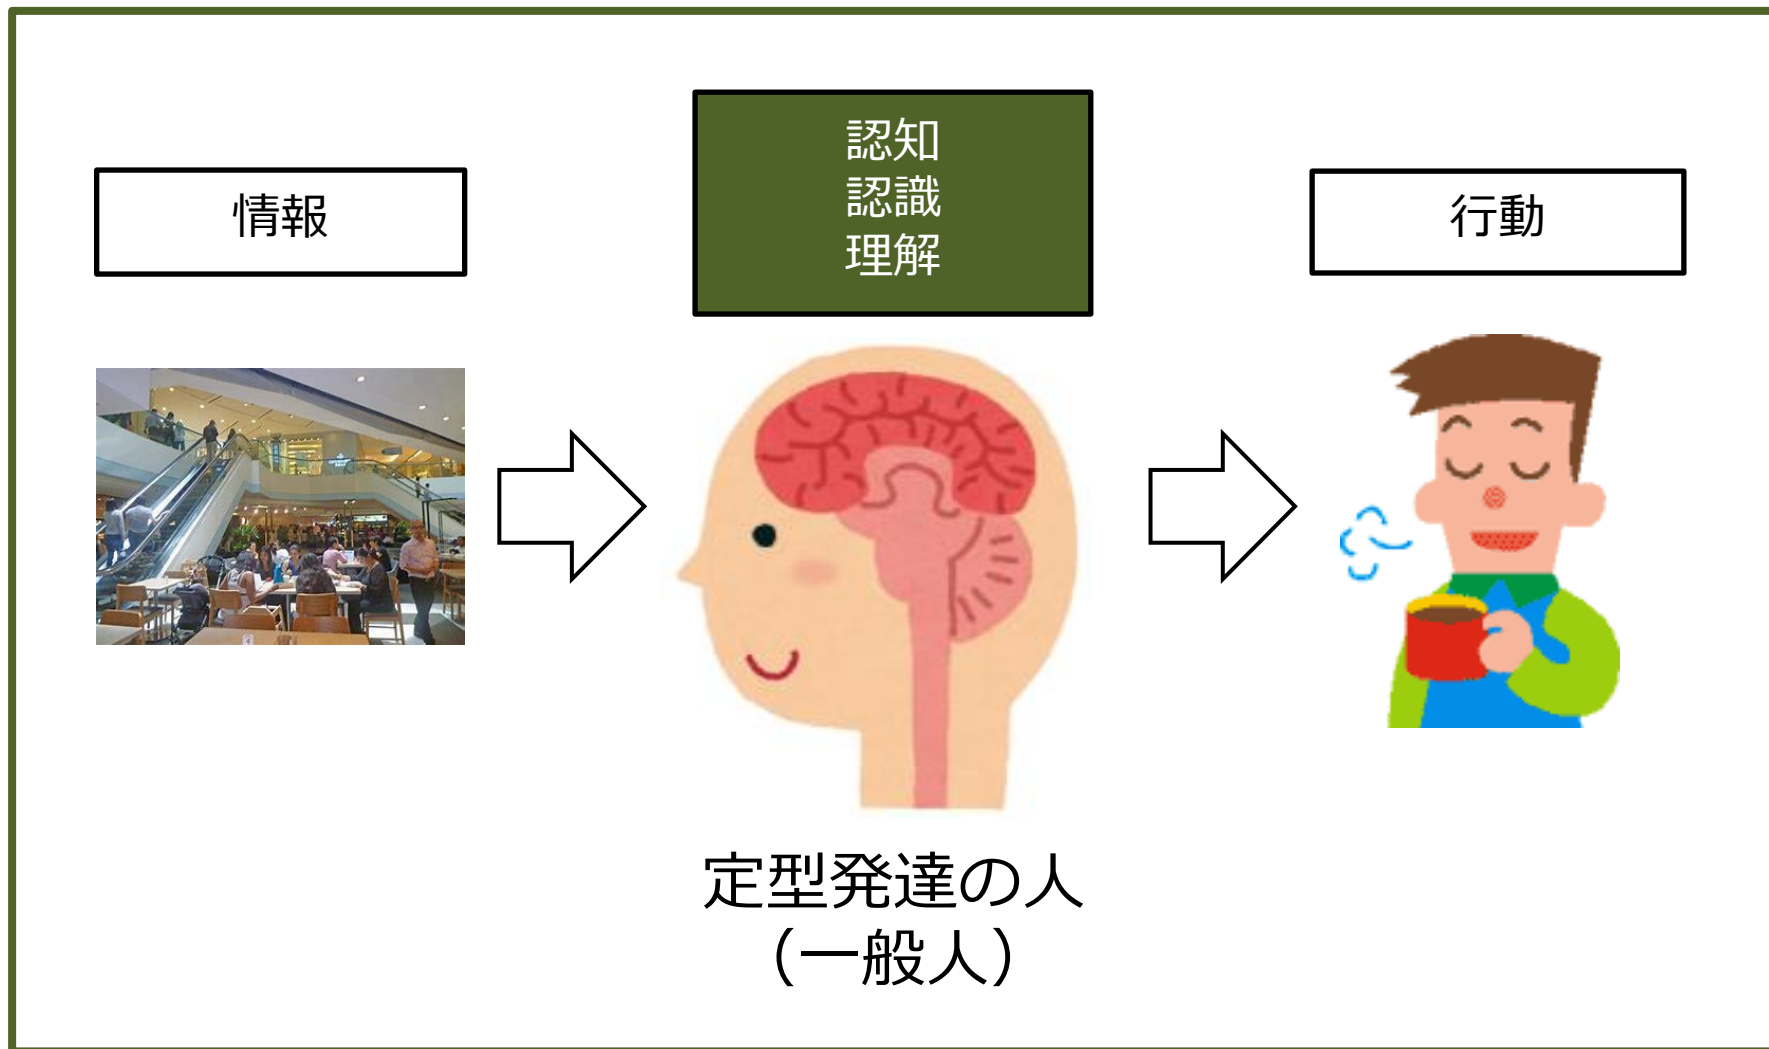 情報
認知
認識
理解
行動
定型発達の人
（一般人）